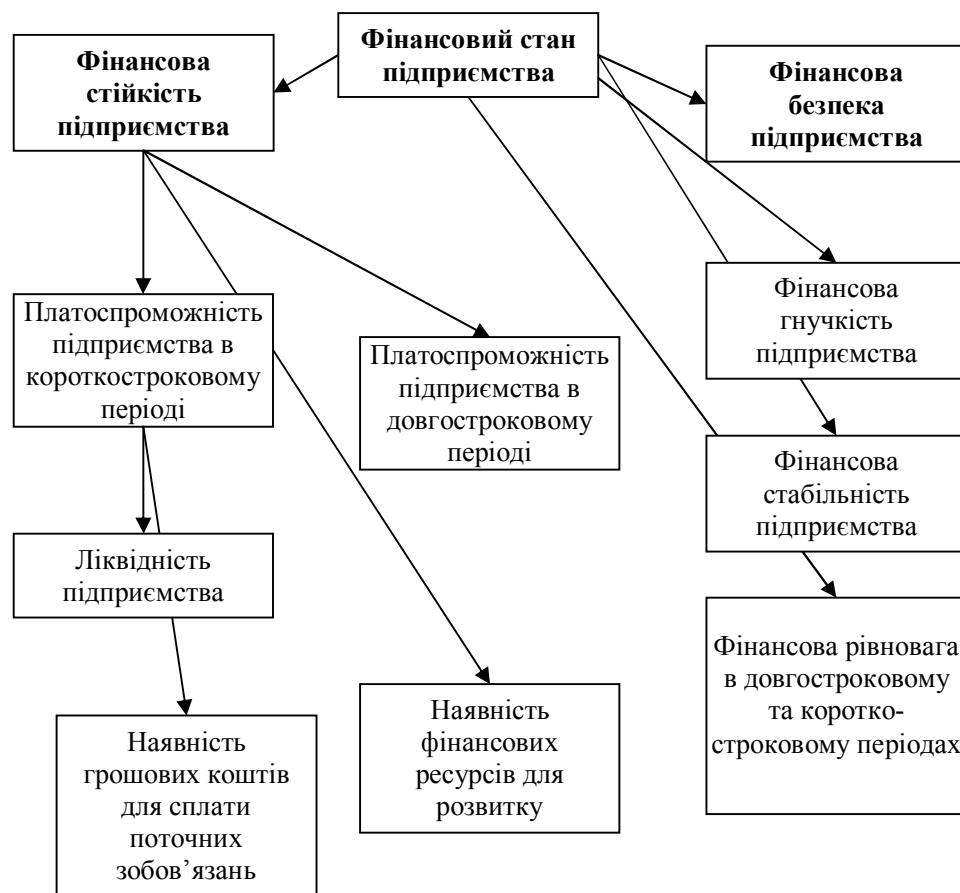 Фінансова
стійкість
підприємства
Фінансовий стан
підприємства
Фінансова
безпека
підприємства
Платоспроможність
підприємства в
короткостроковому
періоді
Платоспроможність
підприємства в
довгостроковому
періоді
Фінансова
гнучкість
підприємства
Фінансова
стабільність
підприємства
Ліквідність
підприємства
Фінансова рівновага
в довгостроковому
та коротко-
строковому періодах
Наявність
грошових коштів
для сплати
поточних
зобов’язань
Наявність
фінансових
ресурсів для
розвитку